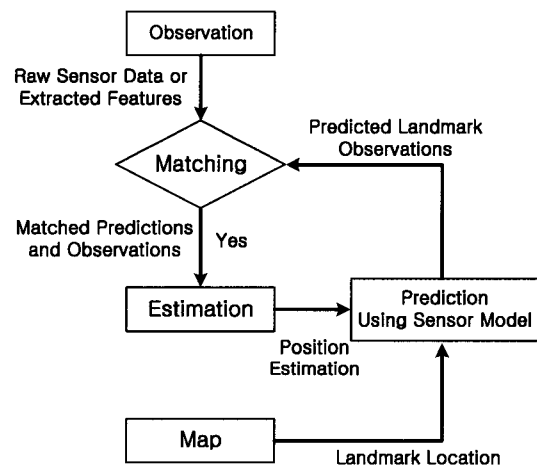 Observation
Raw Sensor Data or
Extracted Features
Predicted Landmark
Observations
Matching
Matched Predictions
and Observations
Yes
Estimation
Prediction
Using Sensor Model
Position
Estimation
Map
Landmark Location